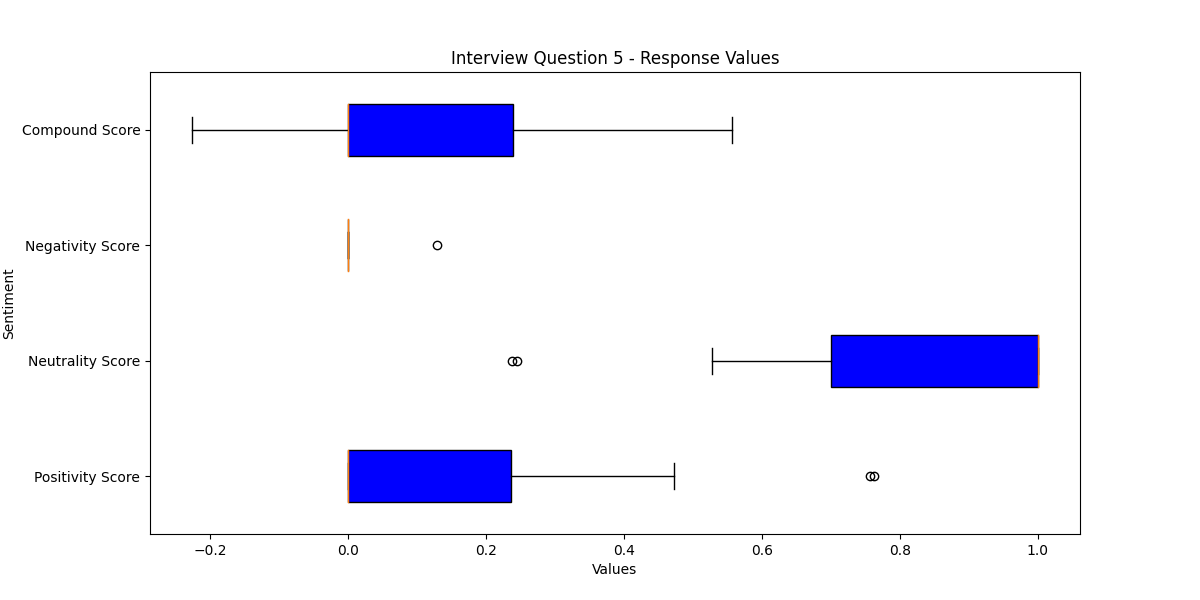 Interview Question 5 - Response Values
Compound Score
Negativity Score
Neutrality Score
Positivity Score
Sentiment
−0.2
0.0
0.2
0.4
0.6
0.8
1.0
Values